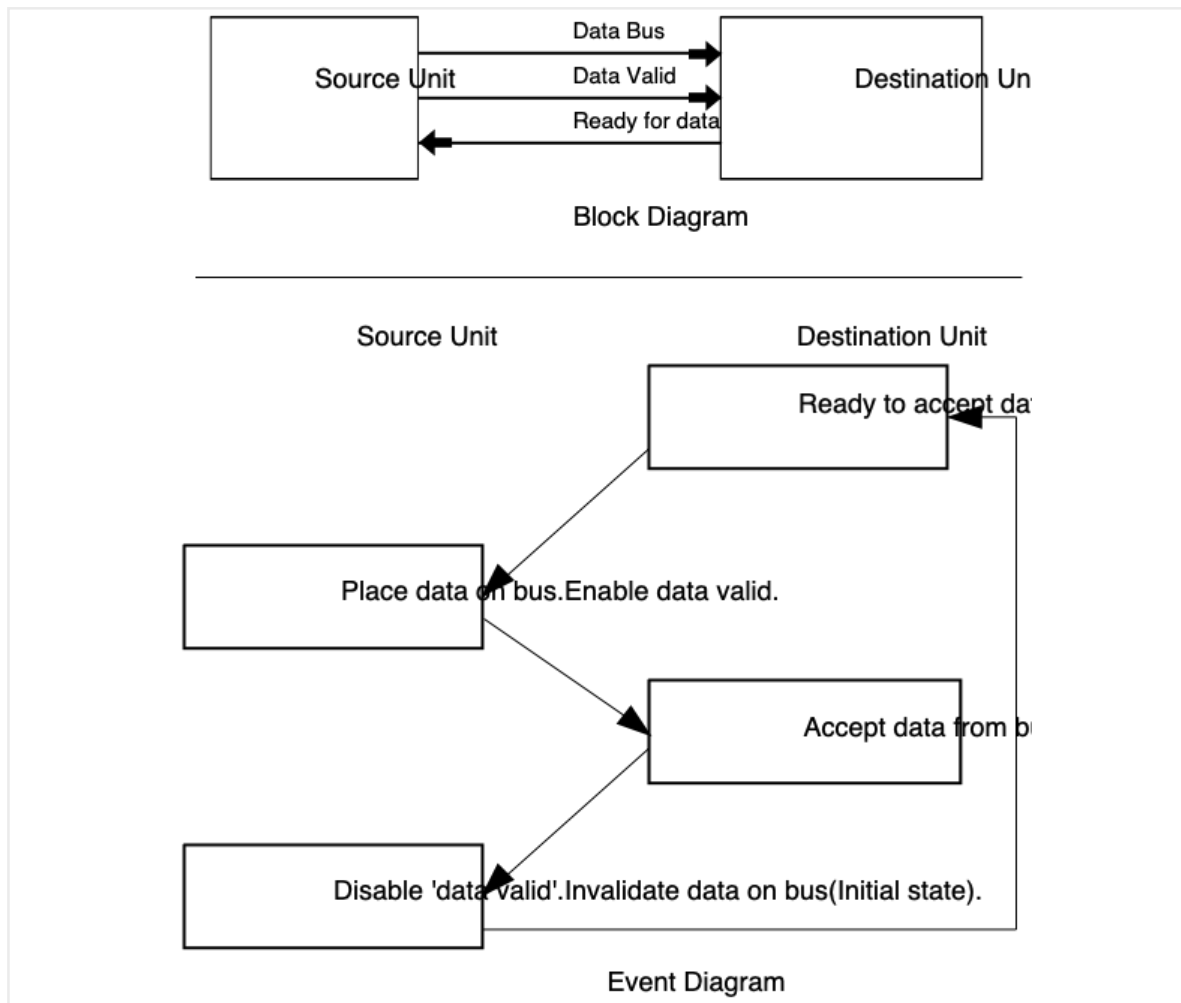 Data Bus
Source Unit
Data Valid
Destination Un
Ready for data
Block Diagram
Source Unit
Destination Unit
Ready to accept da
Place data on bus.Enable data valid.
Accept data from b
Disable 'data valid'.Invalidate data on bus(Initial state).
Event Diagram